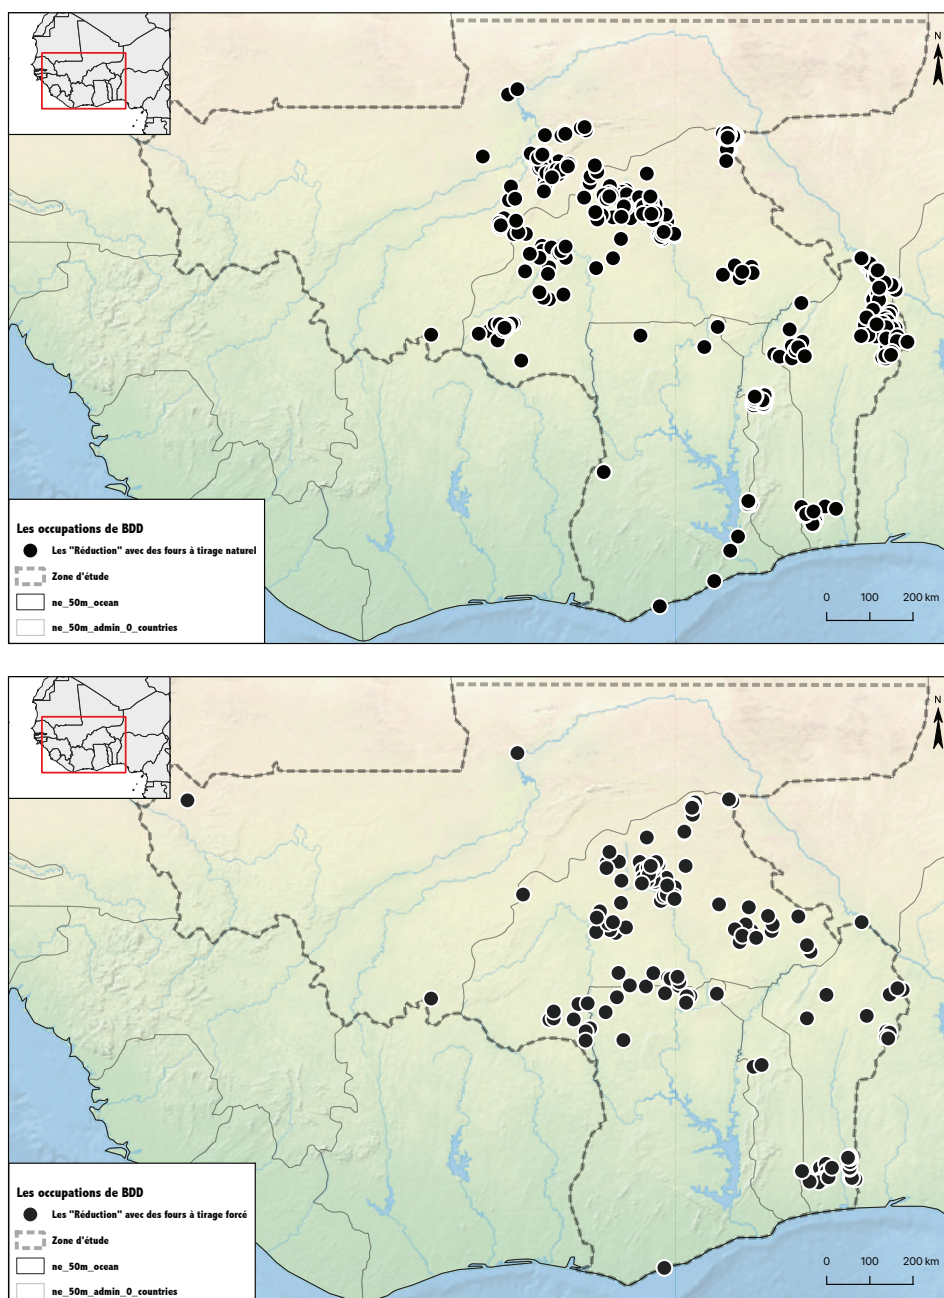 N
Les occupations de BDD
Les "Réduction" avec des fours à tirage naturel
Zone d'étude
ne_50m_ocean
ne_50m_admin_0_countries
0 100 200 km
N
Les occupations de BDD
Les "Réduction" avec des fours à tirage forcé
Zone d'étude
ne_50m_ocean
ne_50m_admin_0_countries
0 100 200 km